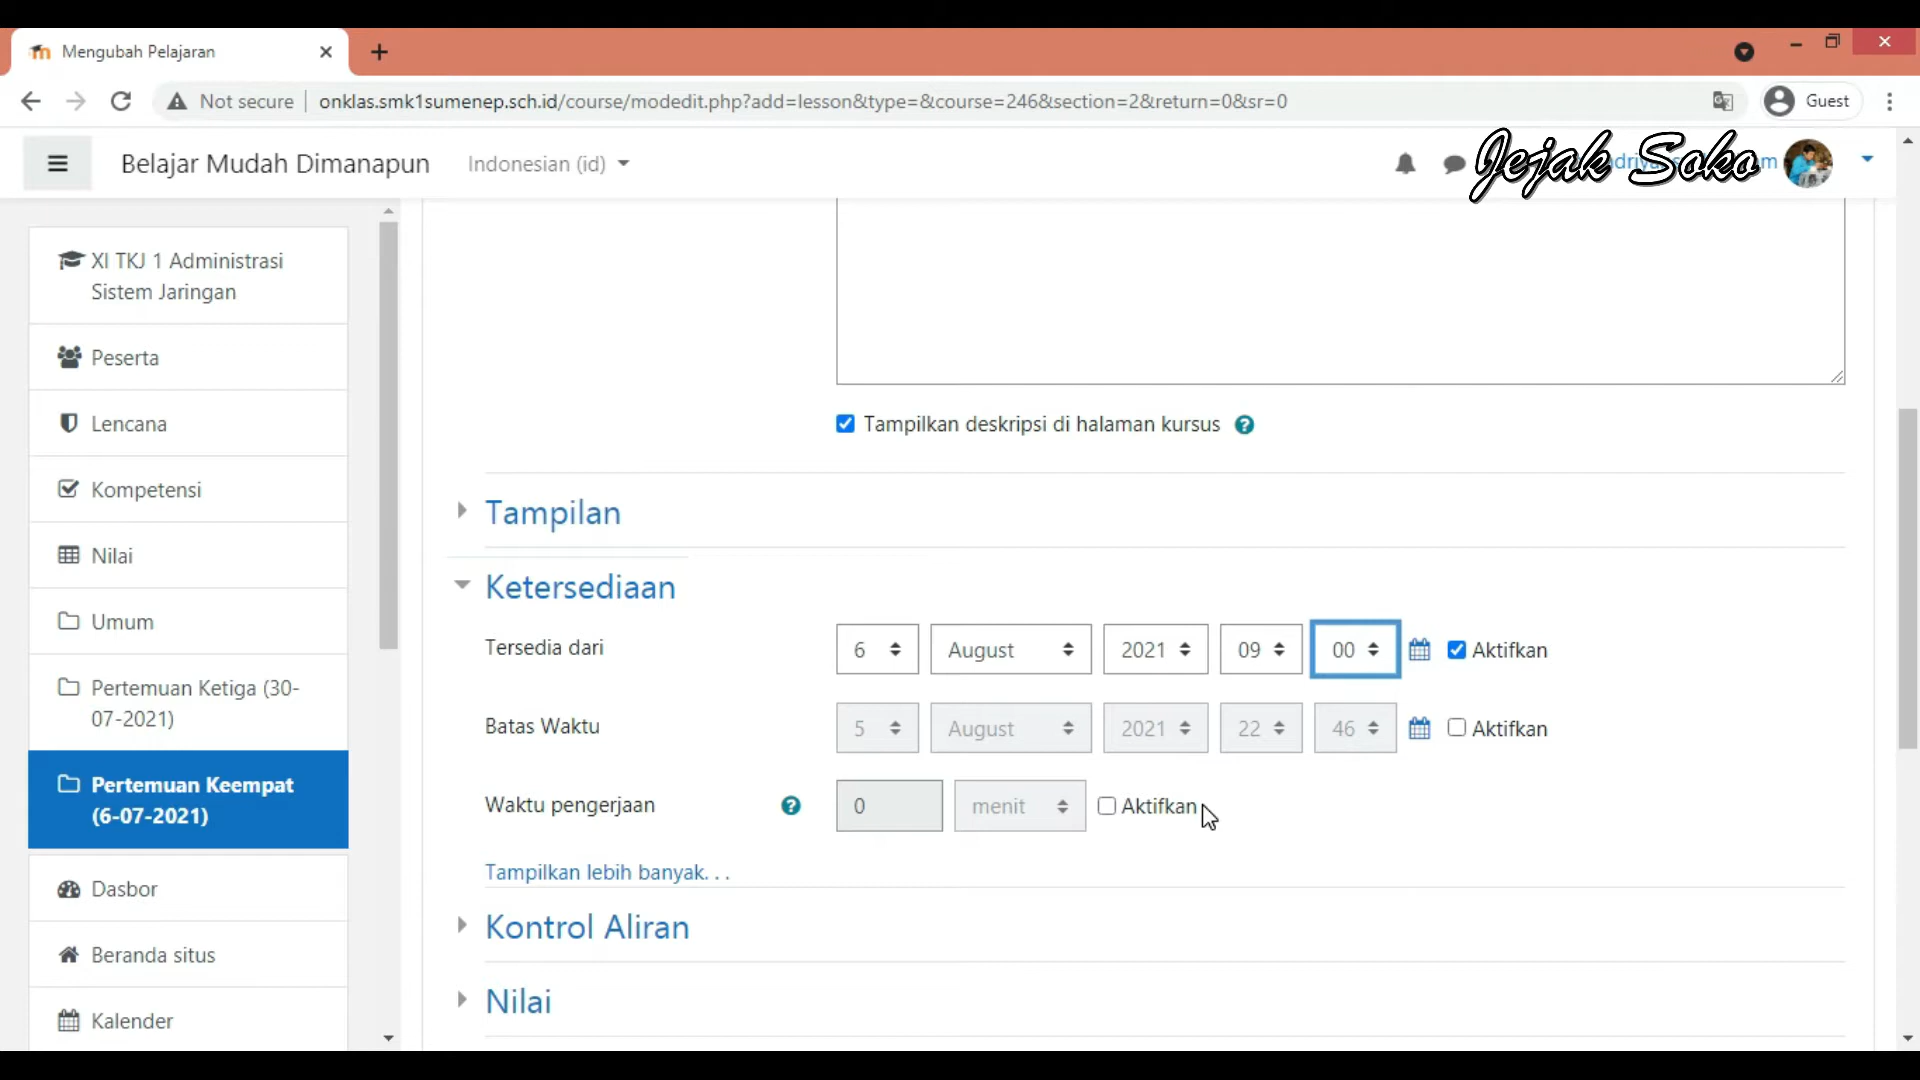 Mengubah Pelajaran
Not secure | onklas.smk1sumenep.sch.id/course/modedit.php?add=lesson&type=&course=246&section=2&return=0&sr=0
Guest
Belajar Mudah Dimanapun
Indonesian (id)
Jejak Soko
XI TKJ 1 Administrasi
Sistem Jaringan
Peserta
Lencana
Kompetensi
Nilai
Umum
Pertemuan Ketiga (30-
07-2021)
Pertemuan Keempat
(6-07-2021)
Dasbor
Beranda situs
Kalender
Tampilkan deskripsi di halaman kursus
Tampilan
Ketersediaan
Tersedia dari 6 August 2021 09 00 Aktifkan
Batas Waktu 5 August 2021 22 46 Aktifkan
Waktu pengerjaan 0 menit Aktifkan
Tampilkan lebih banyak. . .
Kontrol Aliran
Nilai